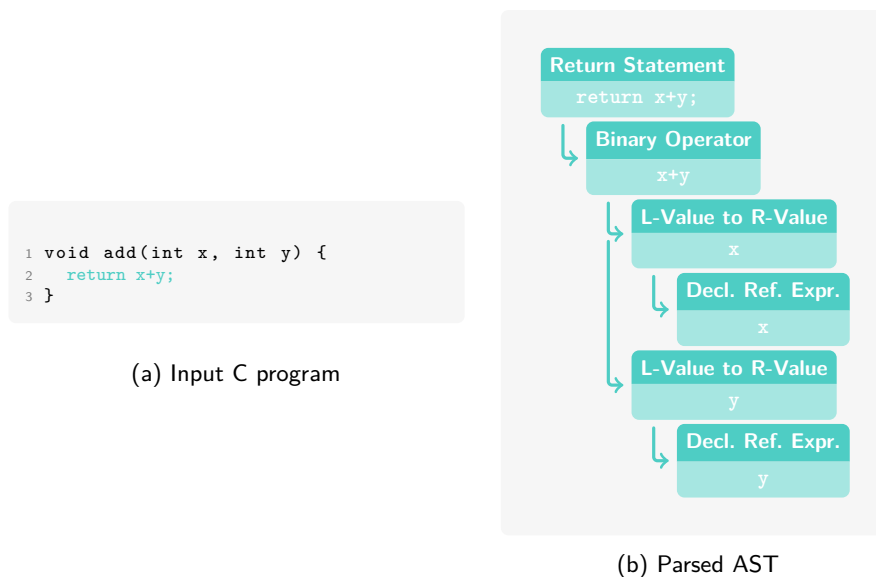 1 void add(int x, int y) {
2   return x+y;
3 }
(a) Input C program
Return Statement
return x+y;
Binary Operator
x+y
L-Value to R-Value
x
Decl. Ref. Expr.
x
L-Value to R-Value
y
Decl. Ref. Expr.
y
(b) Parsed AST